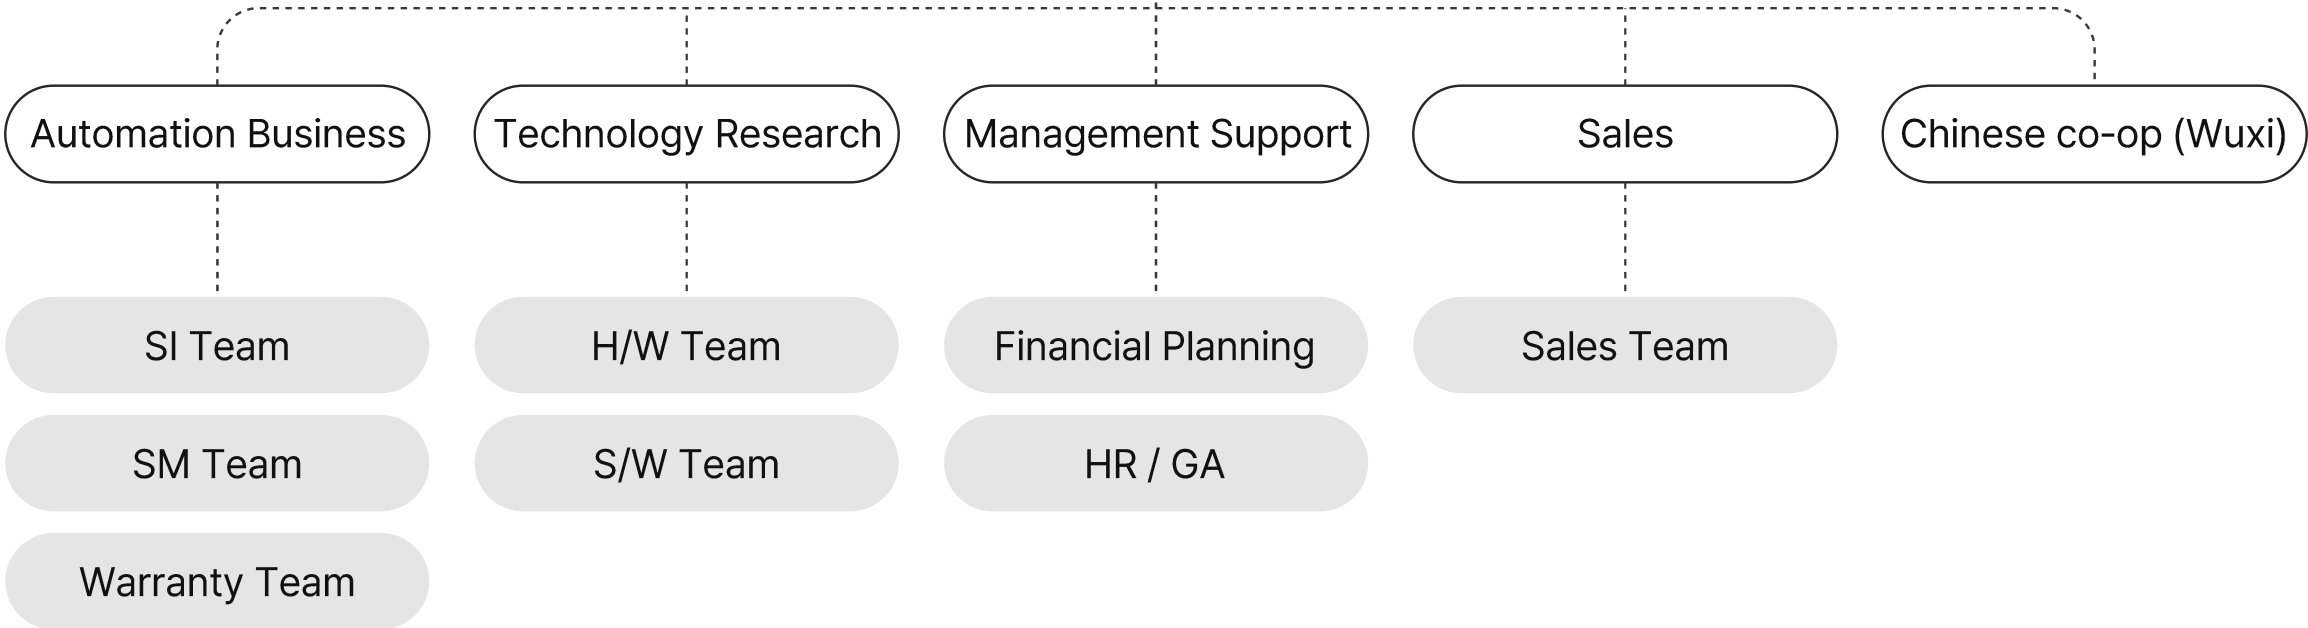 Automation Business
Technology Research
Management Support
Sales
Chinese co-op (Wuxi)
SI Team
H/W Team
Financial Planning
Sales Team
SM Team
S/W Team
HR / GA
Warranty Team